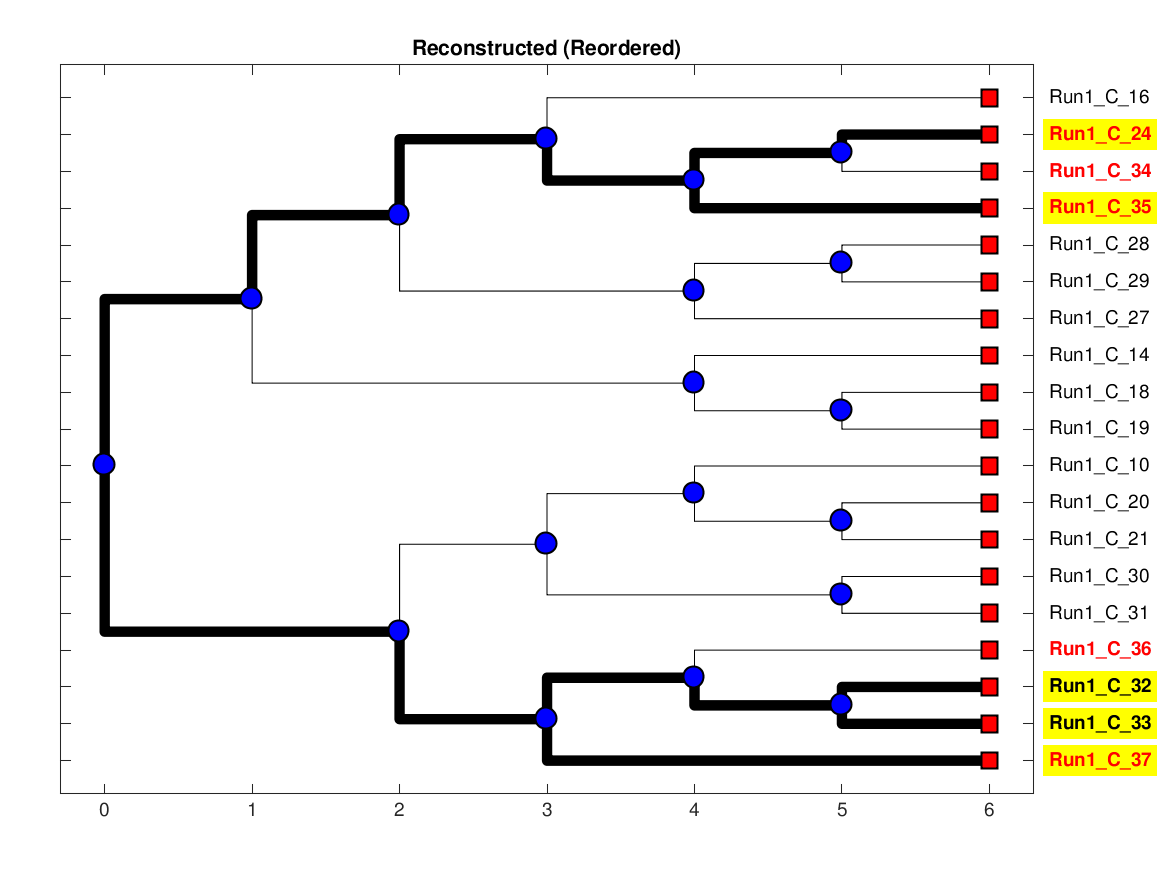 Reconstructed (Reordered)
Run1_C_16
Run1_C_24
Run1_C_34
Run1_C_35
Run1_C_28
Run1_C_29
Run1_C_27
Run1_C_14
Run1_C_18
Run1_C_19
Run1_C_10
Run1_C_20
Run1_C_21
Run1_C_30
Run1_C_31
Run1_C_36
Run1_C_32
Run1_C_33
Run1_C_37
0 1 2 3 4 5 6